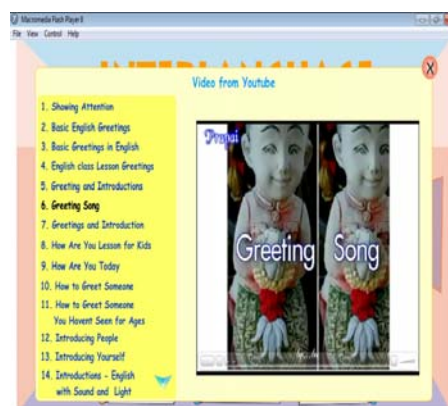 Macromedia Flash Player 8
File View Control Help
INTERLANGUAGE
X
Video from Youtube
1. Showing Attention
2. Basic English Greetings
3. Basic Greetings in English
4. English class Lesson Greetings
5. Greeting and Introductions
6. Greeting Song
7. Greetings and Introduction
8. How Are You Lesson for Kids
9. How Are You Today
10. How to Greet Someone
11. How to Greet Someone
You Havent Seen for Ages
12. Introducing People
13. Introducing Yourself
14. Introductions - English
with Sound and Light
Greeting Song